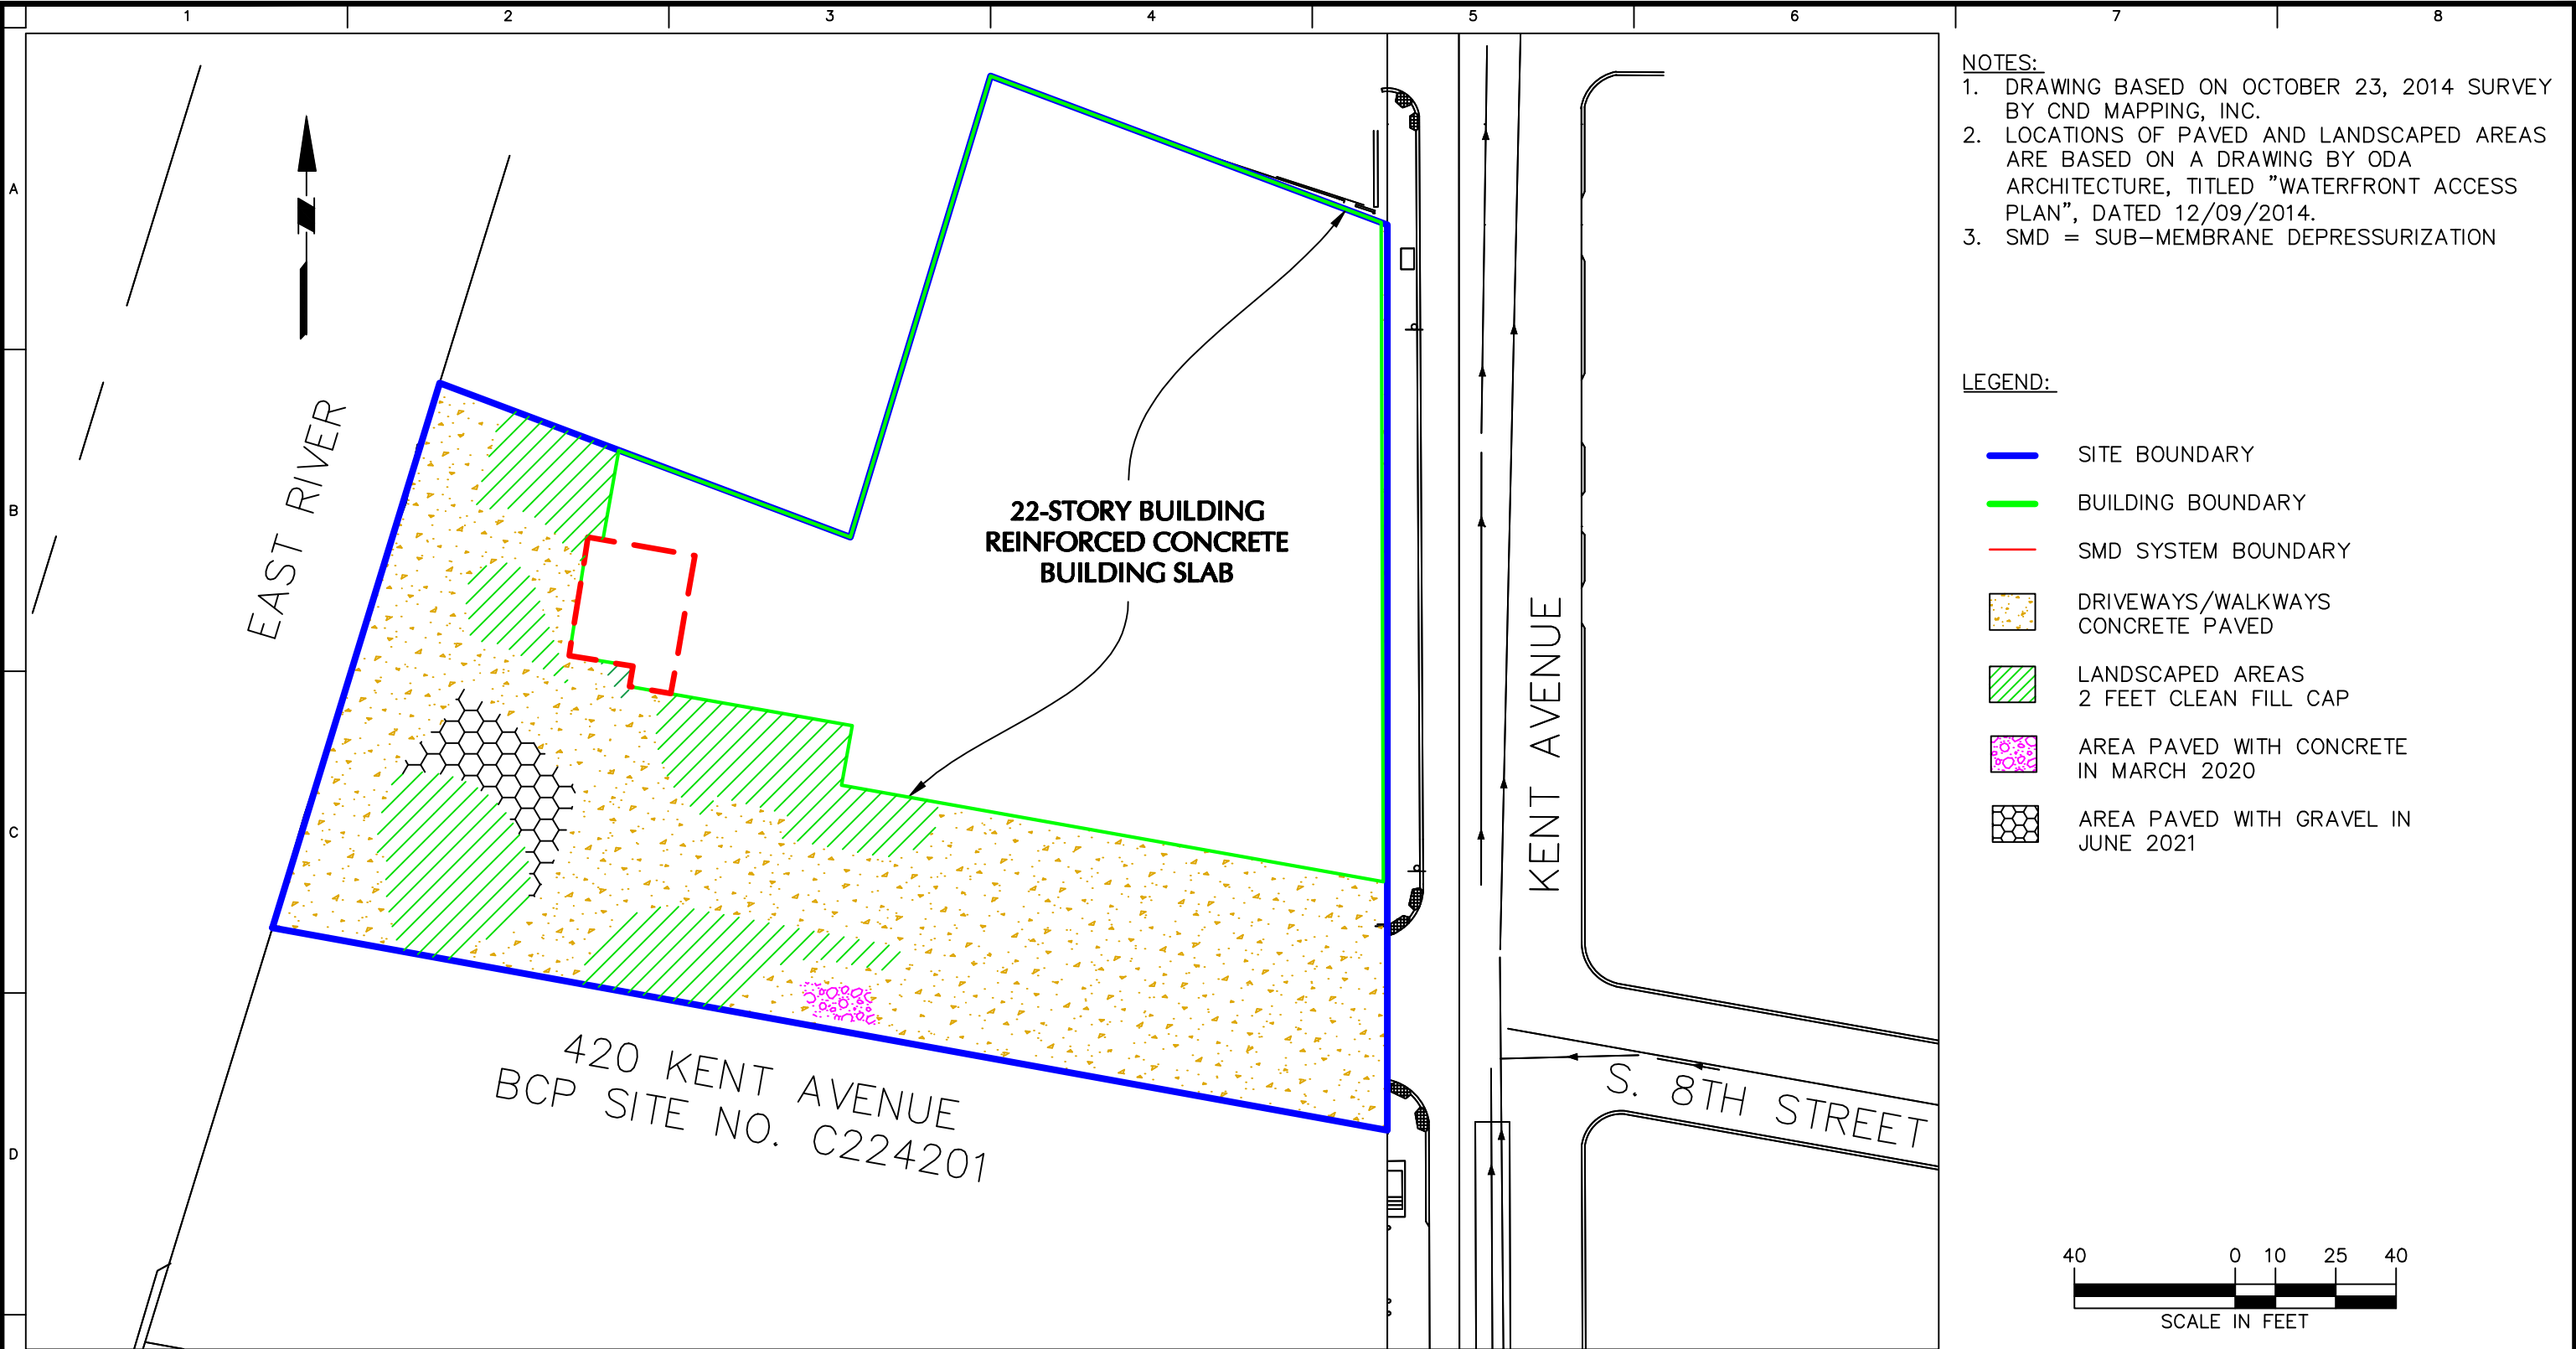 1 2 3 4 5 6 7 8
A
B
C
D
NOTES:
1. DRAWING BASED ON OCTOBER 23, 2014 SURVEY
BY CND MAPPING, INC.
2. LOCATIONS OF PAVED AND LANDSCAPED AREAS
ARE BASED ON A DRAWING BY ODA
ARCHITECTURE, TITLED "WATERFRONT ACCESS
PLAN", DATED 12/09/2014.
3. SMD = SUB-MEMBRANE DEPRESSURIZATION
LEGEND:
SITE BOUNDARY
BUILDING BOUNDARY
SMD SYSTEM BOUNDARY
DRIVEWAYS/WALKWAYS
CONCRETE PAVED
LANDSCAPED AREAS
2 FEET CLEAN FILL CAP
AREA PAVED WITH CONCRETE
IN MARCH 2020
AREA PAVED WITH GRAVEL IN
JUNE 2021
EAST RIVER
22-STORY BUILDING
REINFORCED CONCRETE
BUILDING SLAB
KENT AVENUE
S. 8TH STREET
420 KENT AVENUE
BCP SITE NO. C224201
40 0 10 25 40
SCALE IN FEET